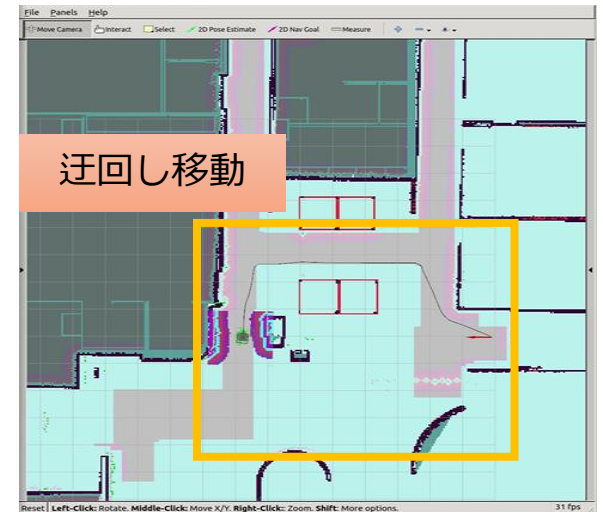 File Panels Help
Move Camera Interact Select 2D Pose Estimate 2D Nav Goal Measure
迂回し移動
Reset Left-Click: Rotate. Middle-Click: Move X/Y. Right-Click: Zoom. Shift: More options. 31 fps